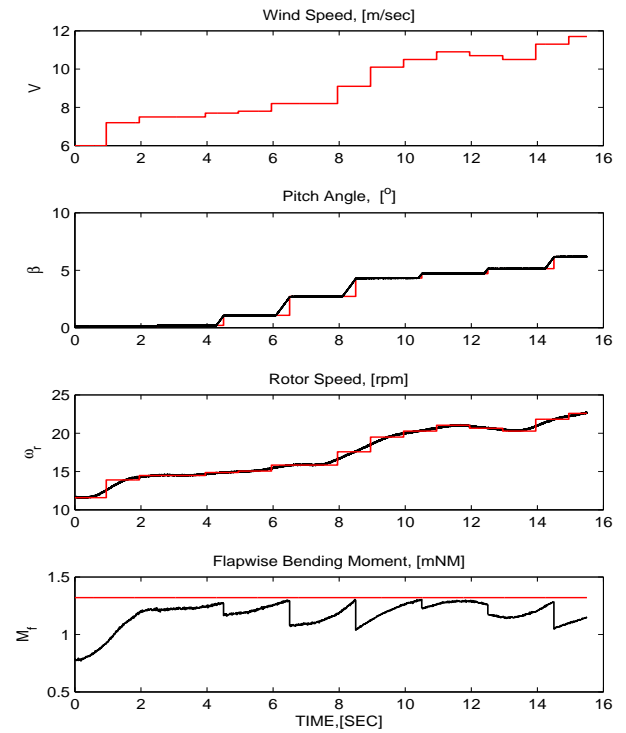 Wind Speed, [m/sec]
12
10
8
6
V
0 2 4 6 8 10 12 14 16
Pitch Angle, [o]
10
5
0
β
0 2 4 6 8 10 12 14 16
Rotor Speed, [rpm]
25
20
15
10
ωr
0 2 4 6 8 10 12 14 16
Flapwise Bending Moment, [mNM]
1.5
1
0.5
Mf
0 2 4 6 8 10 12 14 16
TIME,[SEC]